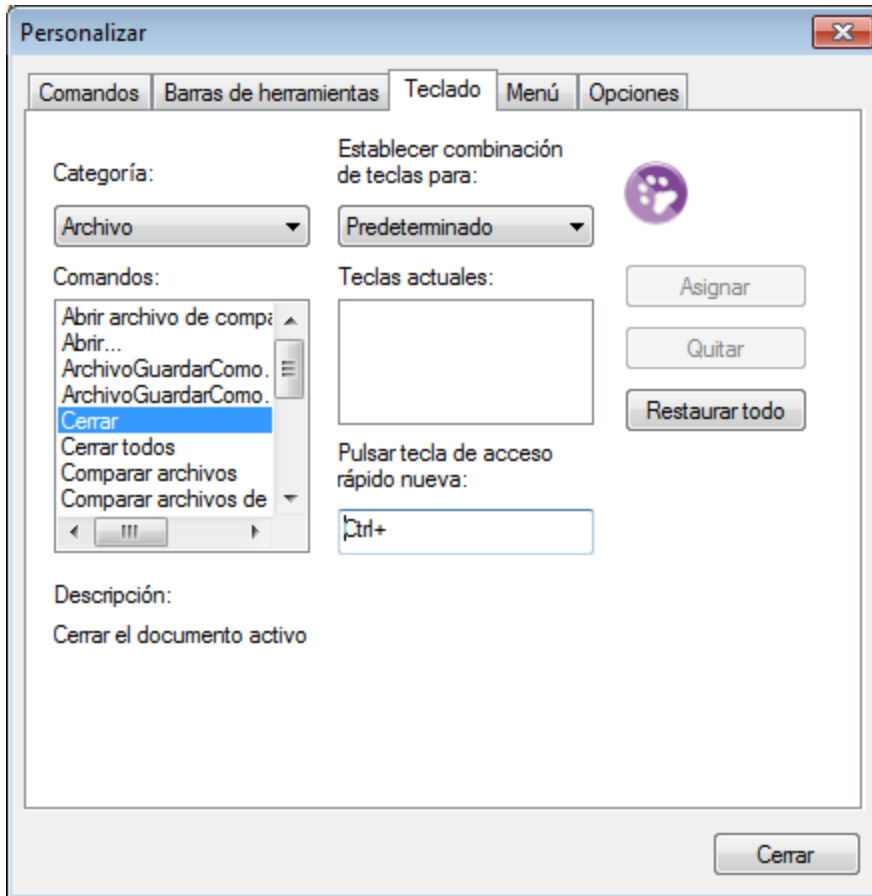 Personalizar
Comandos Barras de herramientas Teclado Menú Opciones
Categoría:
Archivo
Establecer combinación
de teclas para:
Predeterminado
Comandos:
Abrir archivo de compa
Abrir...
ArchivoGuardarComo.
ArchivoGuardarComo.
Cerrar
Cerrar todos
Comparar archivos
Comparar archivos de
Teclas actuales:
Pulsar tecla de acceso
rápido nueva:
Ctrl+
Asignar
Quitar
Restaurar todo
Descripción:
Cerrar el documento activo
Cerrar